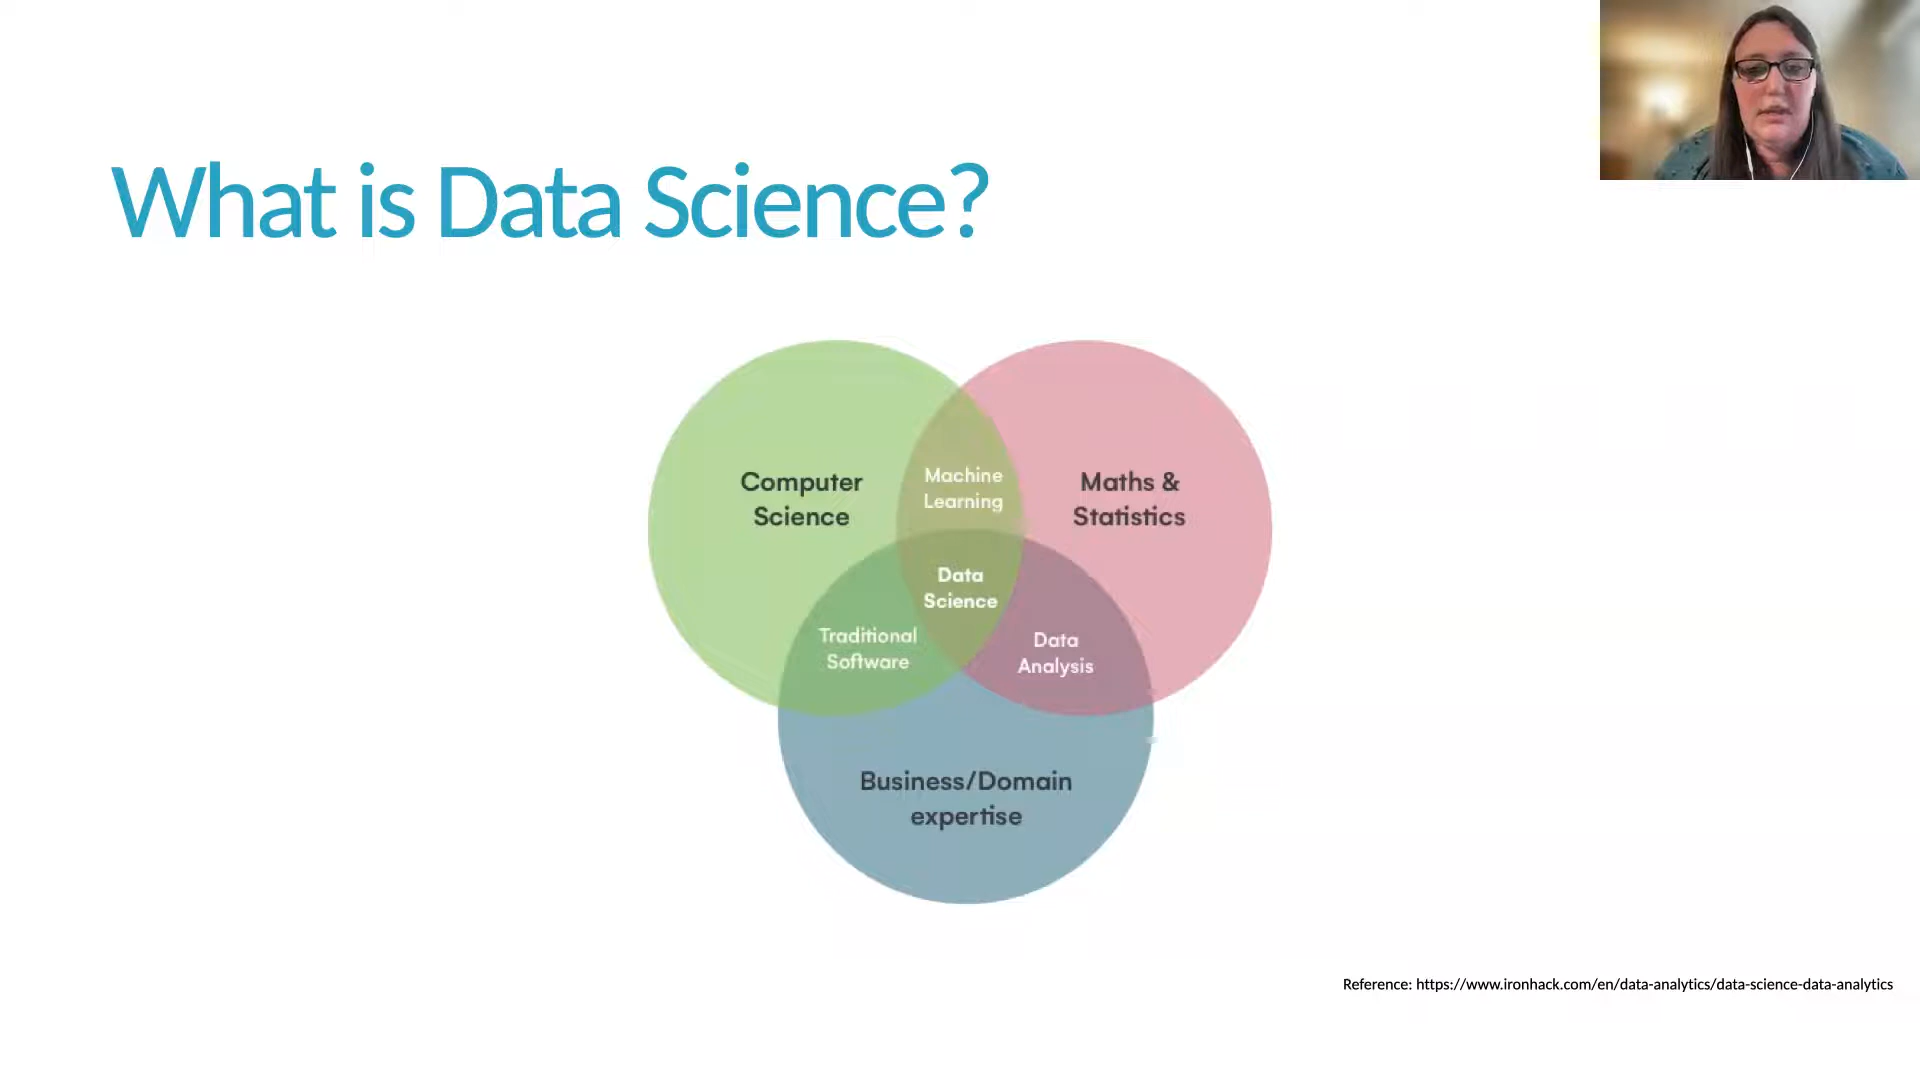 What is Data Science?
Computer
Science
Machine
Learning
Maths &
Statistics
Data
Science
Traditional
Software
Data
Analysis
Business/Domain
expertise
Reference: https://www.ironhack.com/en/data-analytics/data-science-data-analytics